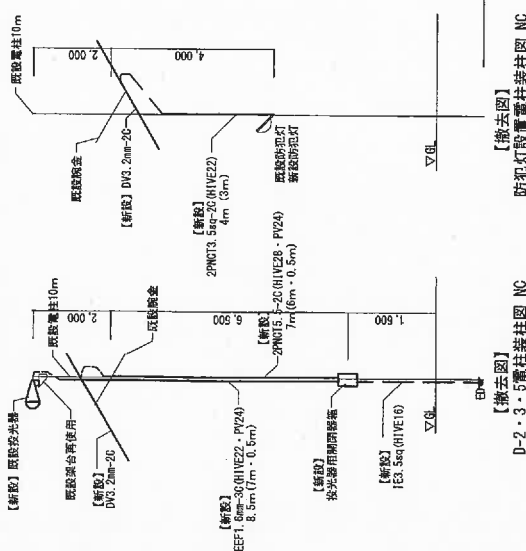 【新設】既設投光器
既設架台再使用
【新設】
DV3.2mm-2C
既設電柱10m
2,000
既設腕金
【新設】
EEF1.6mm-3C(HIVE22・PV24)
8.5m(7m・0.5m)
6,500
【新設】
2PNCT5.5-2C(HIVE28・PV24)
7m(6m・0.5m)
【新設】
投光器用開閉器箱
1,600
【新設】
IE3.5sq(HIVE16)
▽GL
ED
【撤去図】
D-2・3・5電柱装柱図 NC
既設電柱10m
2,000
既設腕金
【新設】DV3.2mm-2C
4,000
【新設】
2PNCT3.5sq-2C(HIVE22)
4m(3m)
既設防犯灯
新設防犯灯
▽GL
【撤去図】
防犯灯設置電柱装柱図 NC